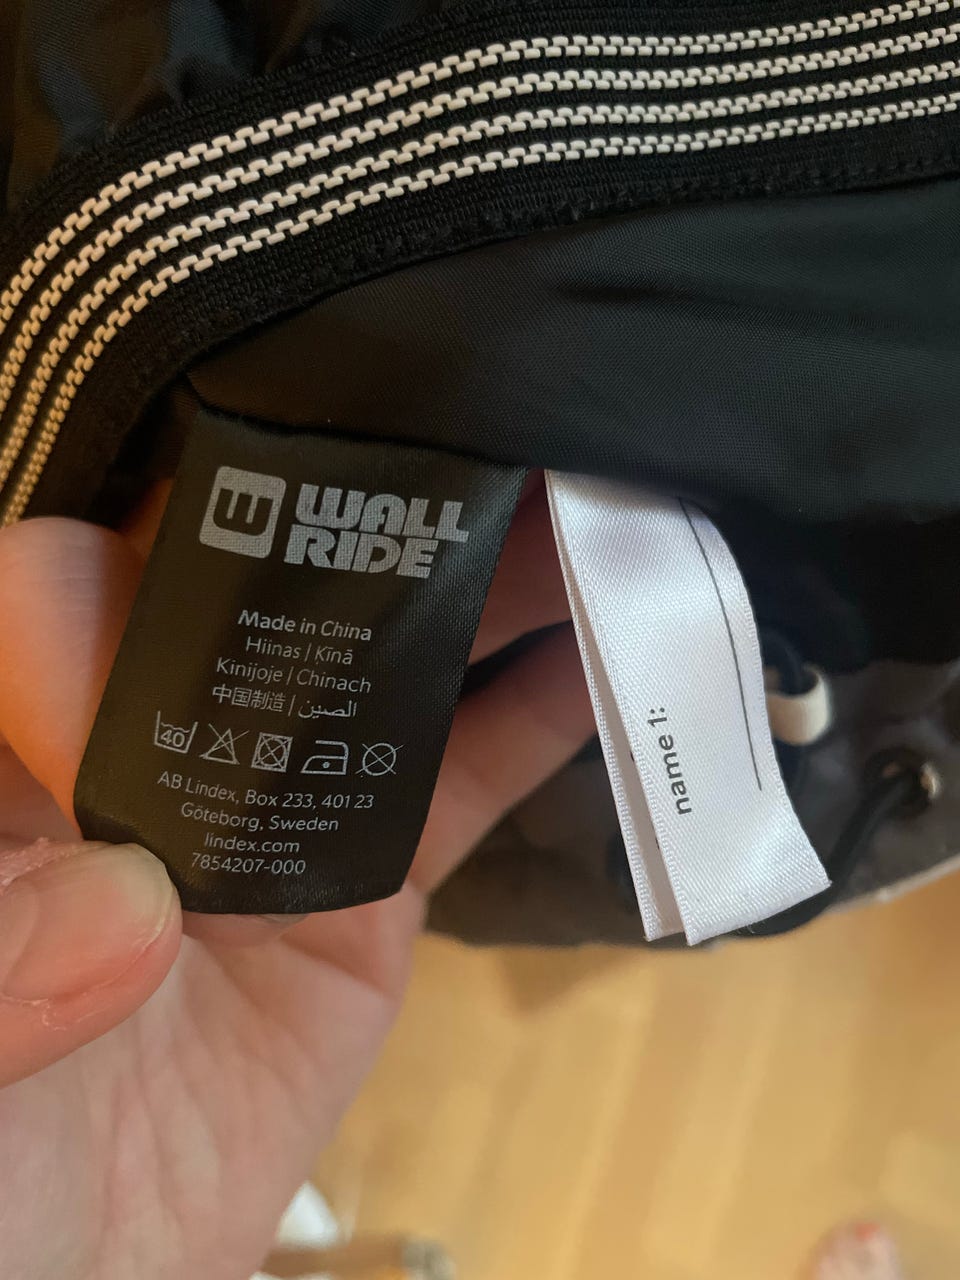 WALL
RIDE
Made in China
Hiinas | Ķīnā
Kinijoje | Chinach
中国制造 | الصين
40
AB Lindex, Box 233, 401 23
Göteborg, Sweden
lindex.com
7854207-000
name 1: